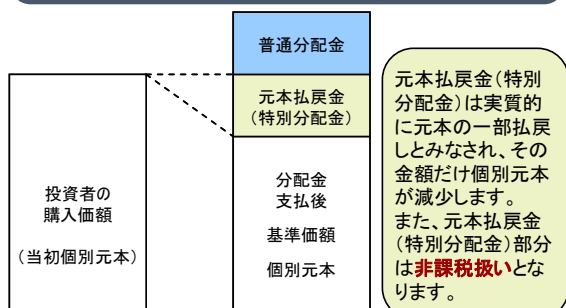 普通分配金
元本払戻金
(特別分配金)
投資者の
購入価額
(当初個別元本)
分配金
支払後
基準価額
個別元本
元本払戻金(特別
分配金)は実質的
に元本の一部払戻
しとみなされ、その
金額だけ個別元本
が減少します。
また、元本払戻金
(特別分配金)部分
は非課税扱いとな
ります。